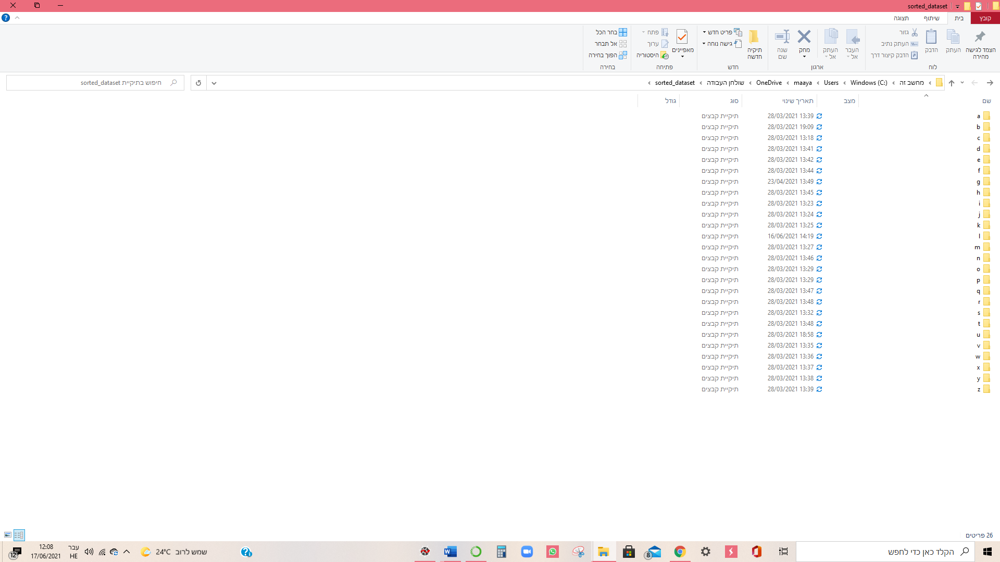 sorted_dataset
קובץ בית שיתוף תצוגה
הצמד לגישה מהירה
העתק
הדבק
גזור
העתק נתיב
הדבק קיצור דרך
לוח
העבר אל
העתק אל
מחק
שנה שם
ארגון
תיקיה חדשה
פריט חדש
גישה נוחה
חדש
מאפיינים
פתח
ערוך
היסטוריה
פתיחה
בחר הכל
אל תבחר
הפוך בחירה
בחירה
מחשב זה Windows (C:) Users maaya OneDrive שולחן העבודה sorted_dataset
חיפוש בתיקיית sorted_dataset
שם מצב תאריך שינוי סוג גודל
a 28/03/2021 13:39 תיקיית קבצים
b 28/03/2021 19:09 תיקיית קבצים
c 28/03/2021 13:18 תיקיית קבצים
d 28/03/2021 13:41 תיקיית קבצים
e 28/03/2021 13:42 תיקיית קבצים
f 28/03/2021 13:44 תיקיית קבצים
g 23/04/2021 13:49 תיקיית קבצים
h 28/03/2021 13:45 תיקיית קבצים
i 28/03/2021 13:23 תיקיית קבצים
j 28/03/2021 13:24 תיקיית קבצים
k 28/03/2021 13:25 תיקיית קבצים
l 16/06/2021 14:19 תיקיית קבצים
m 28/03/2021 13:27 תיקיית קבצים
n 28/03/2021 13:46 תיקיית קבצים
o 28/03/2021 13:29 תיקיית קבצים
p 28/03/2021 13:29 תיקיית קבצים
q 28/03/2021 13:47 תיקיית קבצים
r 28/03/2021 13:48 תיקיית קבצים
s 28/03/2021 13:32 תיקיית קבצים
t 28/03/2021 13:48 תיקיית קבצים
u 28/03/2021 18:58 תיקיית קבצים
v 28/03/2021 13:35 תיקיית קבצים
w 28/03/2021 13:36 תיקיית קבצים
x 28/03/2021 13:37 תיקיית קבצים
y 28/03/2021 13:38 תיקיית קבצים
z 28/03/2021 13:39 תיקיית קבצים
26 פריטים
הקלד כאן כדי לחפש
8
שמש לרוב 24°C
עבר
HE
12:08
17/06/2021
12